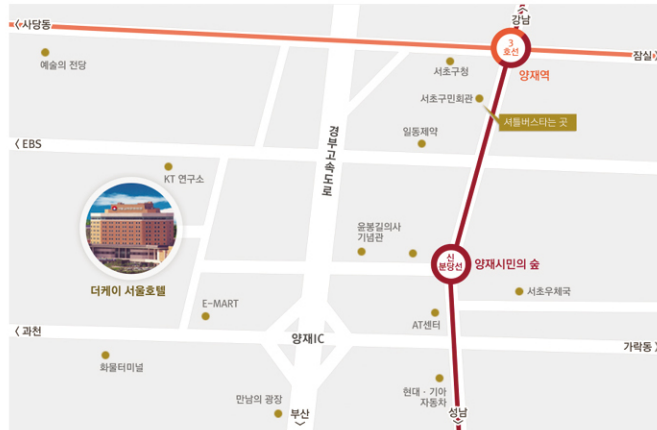 강남
〈 사당동
3
호선
예술의 전당
서초구청
양재역
잠실 〉
서초구민회관
셔틀버스타는 곳
일동제약
경부고속도로
〈 EBS
KT 연구소
윤봉길의사
기념관
신
분당선
양재시민의 숲
더케이 서울호텔
서초우체국
E-MART
AT센터
〈 과천
양재IC
가락동 〉
화물터미널
현대 · 기아
자동차
만남의 광장
부산
성남